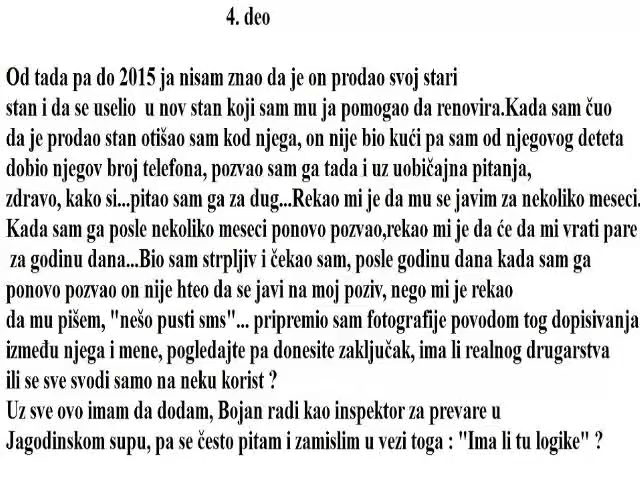 4. deo
Od tada pa do 2015 ja nisam znao da je on prodao svoj stari
stan i da se uselio u nov stan koji sam mu ja pomogao da renovira.Kada sam čuo
da je prodao stan otišao sam kod njega, on nije bio kući pa sam od njegovog deteta
dobio njegov broj telefona, pozvao sam ga tada i uz uobičajna pitanja,
zdravo, kako si...pitao sam ga za dug...Rekao mi je da mu se javim za nekoliko meseci.
Kada sam ga posle nekoliko meseci ponovo pozvao,rekao mi je da će da mi vrati pare
za godinu dana...Bio sam strpljiv i čekao sam, posle godinu dana kada sam ga
ponovo pozvao on nije hteo da se javi na moj poziv, nego mi je rekao
da mu pišem, "nešo pusti sms"... pripremio sam fotografije povodom tog dopisivanja
između njega i mene, pogledajte pa donesite zaključak, ima li realnog drugarstva
ili se sve svodi samo na neku korist ?
Uz sve ovo imam da dodam, Bojan radi kao inspektor za prevare u
Jagodinskom supu, pa se često pitam i zamislim u vezi toga : "Ima li tu logike" ?